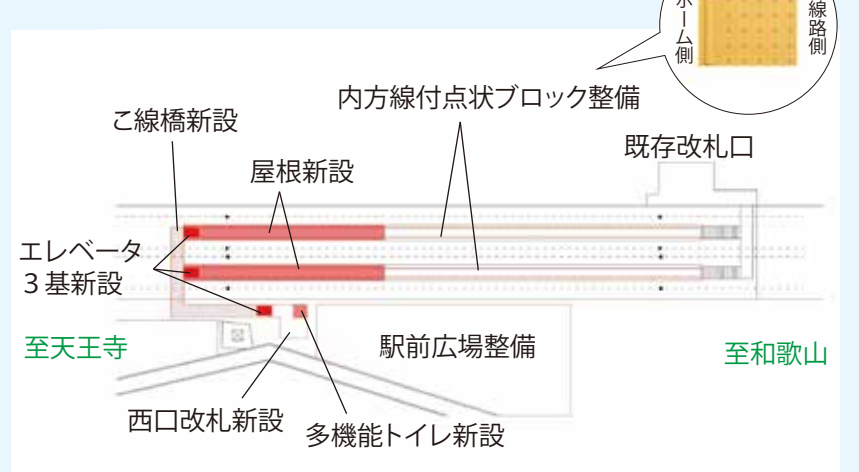 ホーム側
線路側
内方線付点状ブロック整備
こ線橋新設
既存改札口
屋根新設
エレベータ
3基新設
至天王寺
駅前広場整備
至和歌山
西口改札新設
多機能トイレ新設